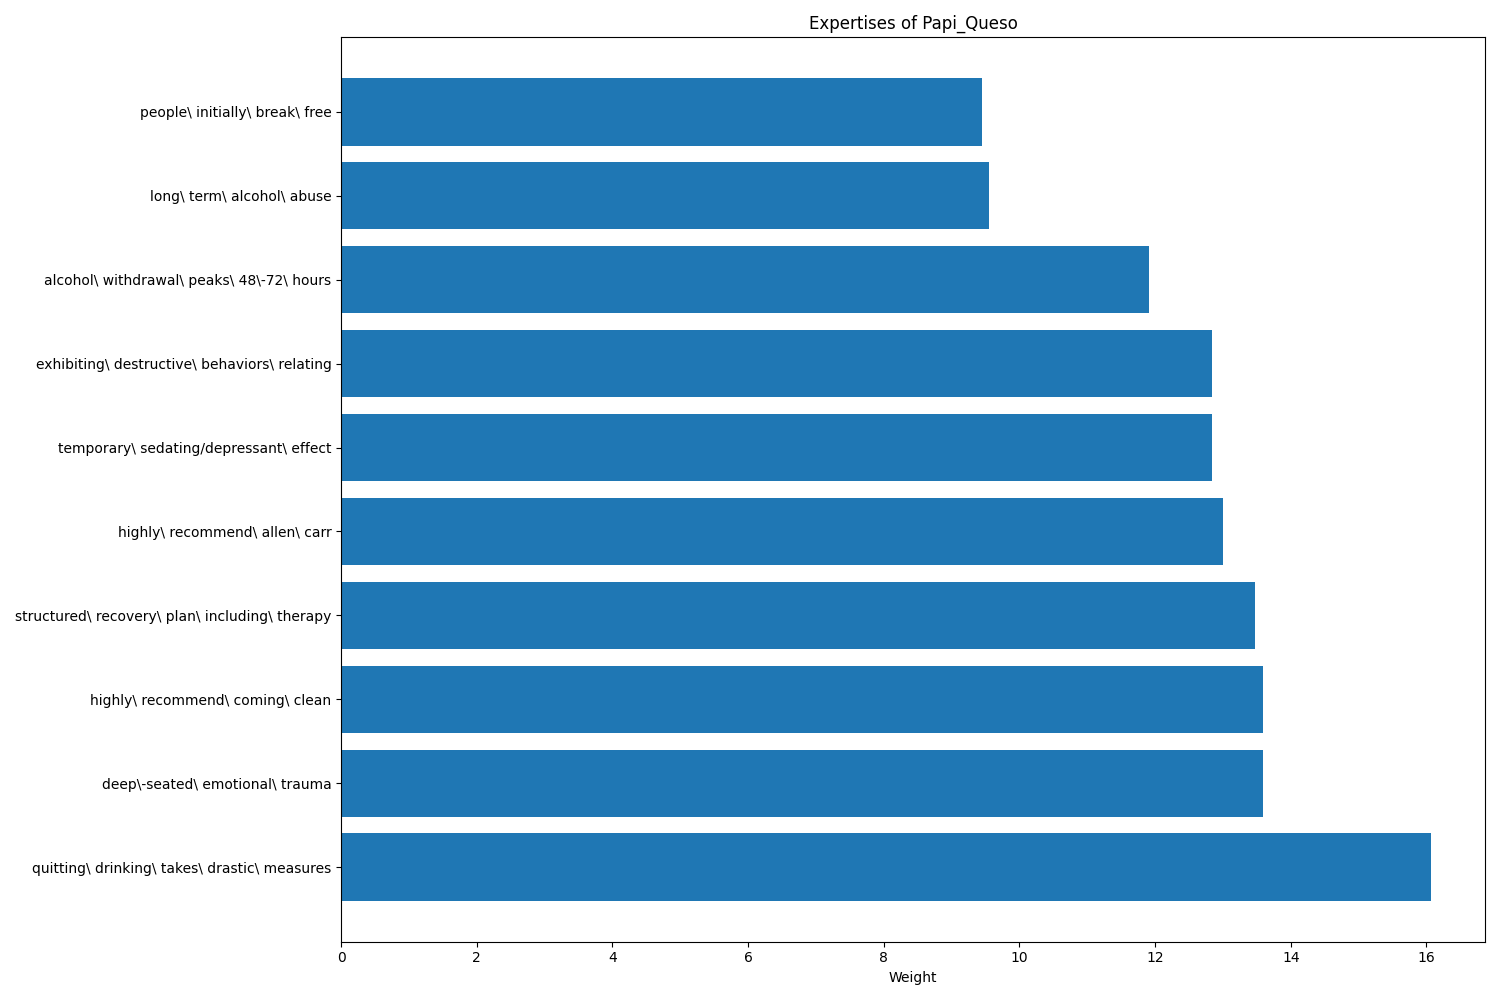 Expertises of Papi_Queso
people\ initially\ break\ free
long\ term\ alcohol\ abuse
alcohol\ withdrawal\ peaks\ 48\-72\ hours
exhibiting\ destructive\ behaviors\ relating
temporary\ sedating/depressant\ effect
highly\ recommend\ allen\ carr
structured\ recovery\ plan\ including\ therapy
highly\ recommend\ coming\ clean
deep\-seated\ emotional\ trauma
quitting\ drinking\ takes\ drastic\ measures
0 2 4 6 8 10 12 14 16
Weight